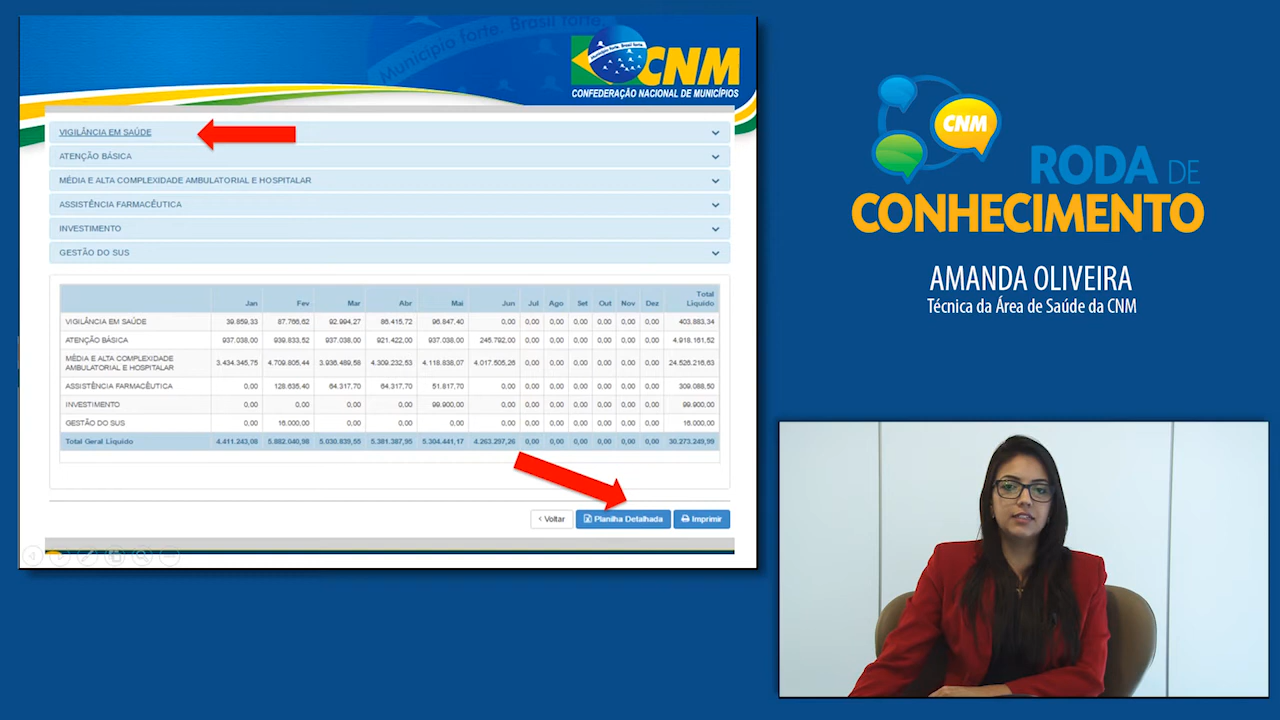 Município forte. Brasil forte.
Município forte. Brasil forte.
CNM
CONFEDERAÇÃO NACIONAL DE MUNICÍPIOS
VIGILÂNCIA EM SAÚDE
ATENÇÃO BÁSICA
MÉDIA E ALTA COMPLEXIDADE AMBULATORIAL E HOSPITALAR
ASSISTÊNCIA FARMACÊUTICA
INVESTIMENTO
GESTÃO DO SUS
Jan Fev Mar Abr Mai Jun Jul Ago Set Out Nov Dez Total Líquido
VIGILÂNCIA EM SAÚDE 39.859,33 87.766,62 92.994,27 86.415,72 96.847,40 0,00 0,00 0,00 0,00 0,00 0,00 0,00 403.883,34
ATENÇÃO BÁSICA 937.038,00 939.833,52 937.038,00 921.422,00 937.038,00 245.792,00 0,00 0,00 0,00 0,00 0,00 0,00 4.918.161,52
MÉDIA E ALTA COMPLEXIDADE
AMBULATORIAL E HOSPITALAR 3.434.345,75 4.709.805,44 3.936.489,58 4.309.232,53 4.118.838,07 4.017.505,26 0,00 0,00 0,00 0,00 0,00 0,00 24.526.216,63
ASSISTÊNCIA FARMACÊUTICA 0,00 128.635,40 64.317,70 64.317,70 51.817,70 0,00 0,00 0,00 0,00 0,00 0,00 0,00 309.088,50
INVESTIMENTO 0,00 0,00 0,00 0,00 99.900,00 0,00 0,00 0,00 0,00 0,00 0,00 0,00 99.900,00
GESTÃO DO SUS 0,00 16.000,00 0,00 0,00 0,00 0,00 0,00 0,00 0,00 0,00 0,00 0,00 16.000,00
Total Geral Líquido 4.411.243,08 5.882.040,98 5.030.839,55 5.381.387,95 5.304.441,17 4.263.297,26 0,00 0,00 0,00 0,00 0,00 0,00 30.273.249,99
Voltar Planilha Detalhada Imprimir
CNM
RODA DE
CONHECIMENTO
AMANDA OLIVEIRA
Técnica da Área de Saúde da CNM